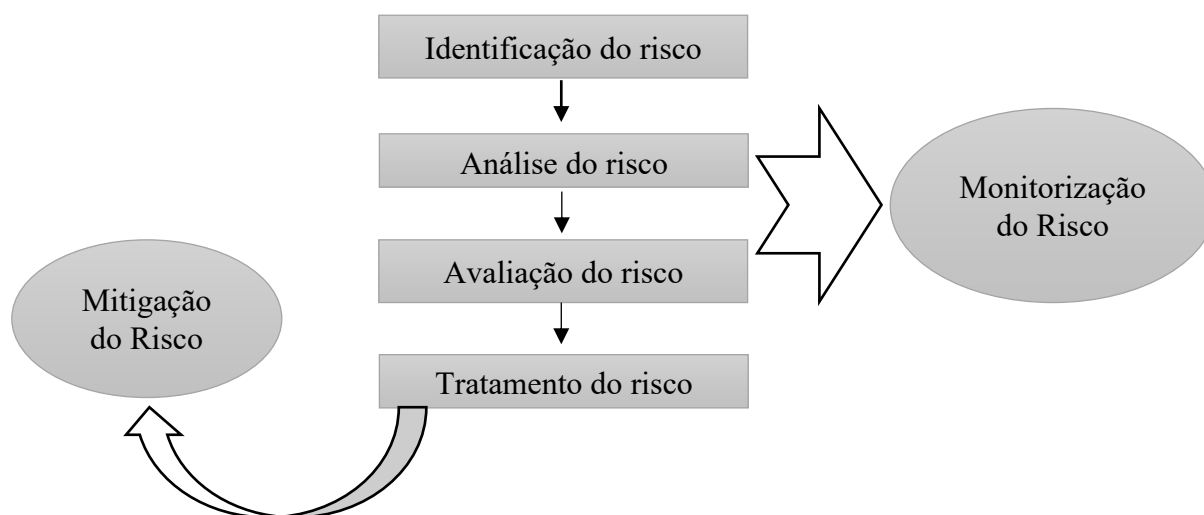 Identificação do risco
Análise do risco
Monitorização
do Risco
Avaliação do risco
Mitigação
do Risco
Tratamento do risco